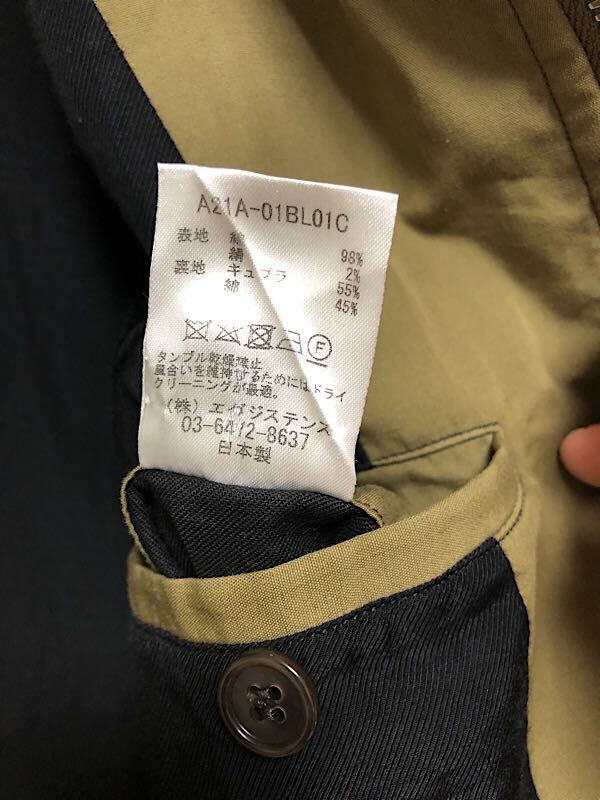 A21A-01BL01C
表地 綿 98%
絹 2%
裏地 キュプラ 55%
綿 45%
F
タンブル乾燥禁止
風合いを維持するためにはドライ
クリーニングが最適。
(株) エグジステンス
03-6412-8637
日本製